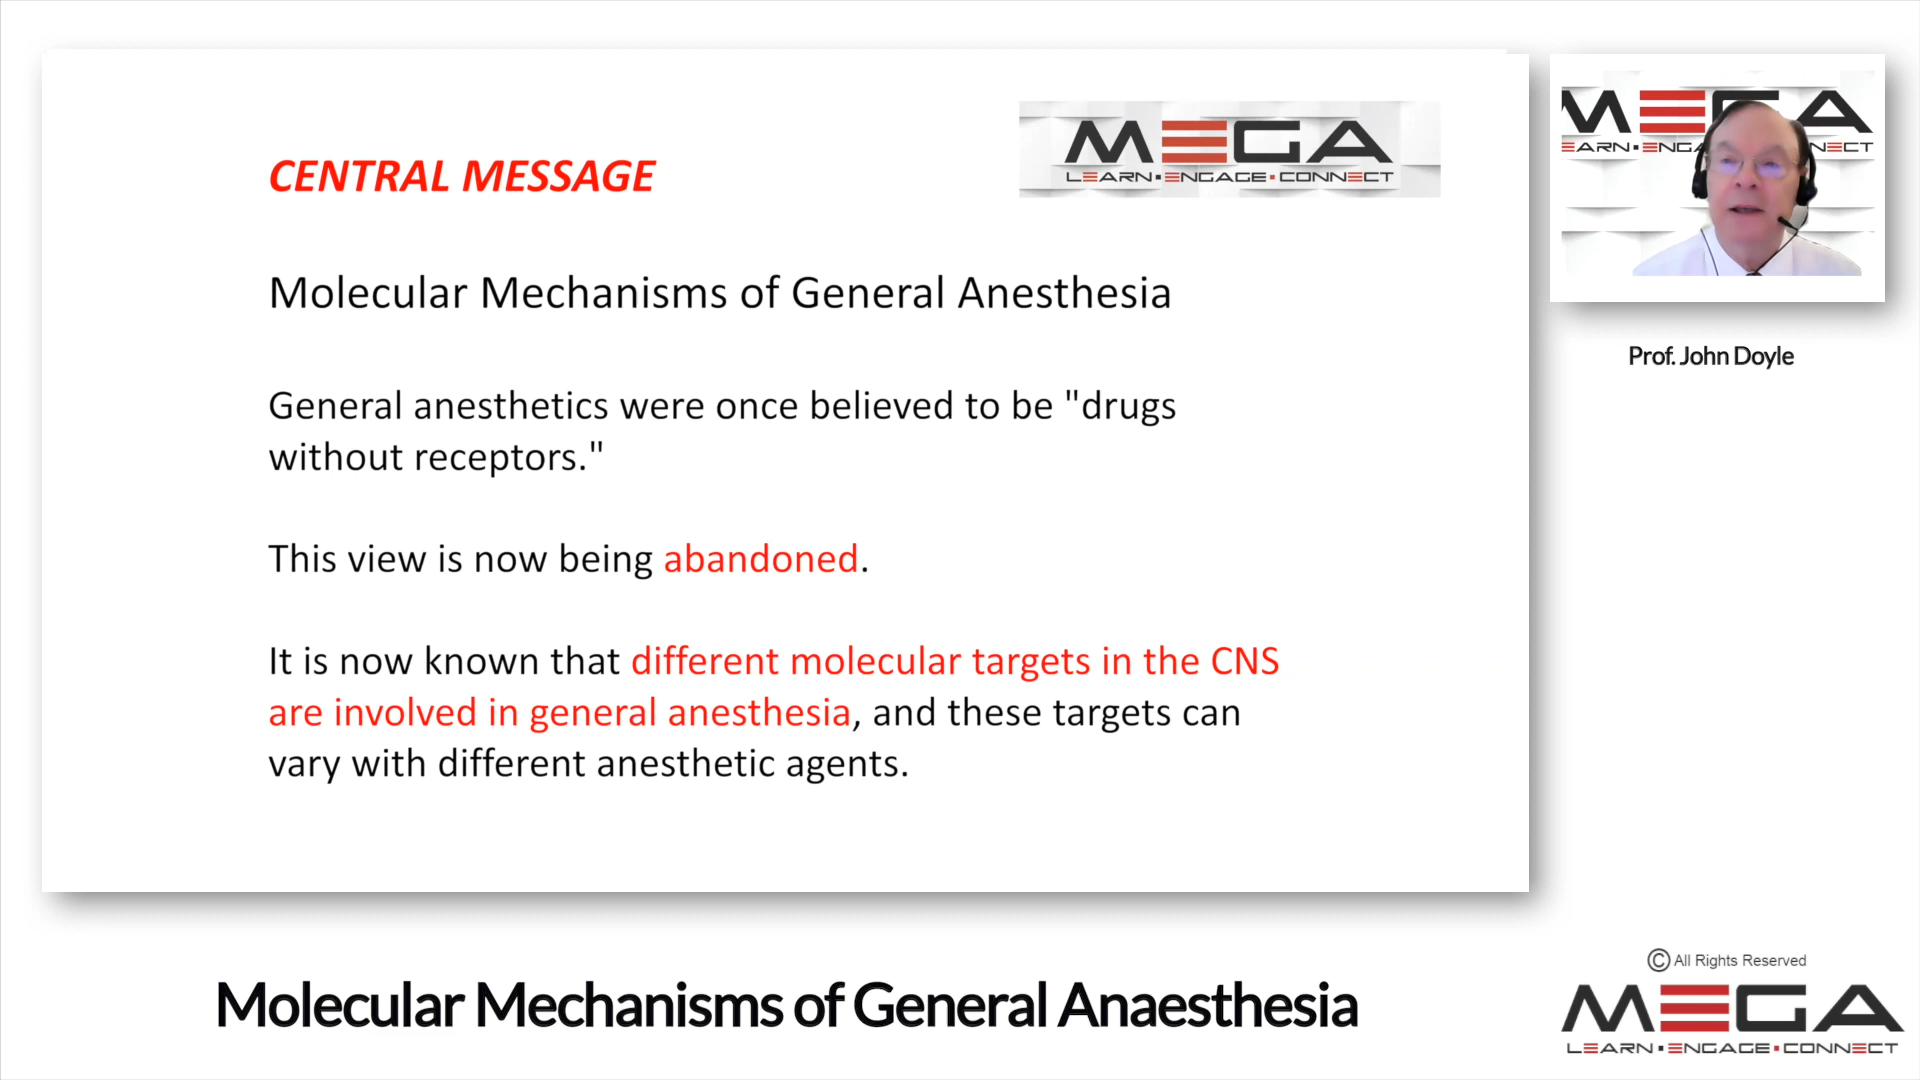 CENTRAL MESSAGE
MEGA
LEARN▪ENGAGE▪CONNECT
Molecular Mechanisms of General Anesthesia
General anesthetics were once believed to be "drugs
without receptors."
This view is now being abandoned.
It is now known that different molecular targets in the CNS
are involved in general anesthesia, and these targets can
vary with different anesthetic agents.
Prof. John Doyle
Molecular Mechanisms of General Anaesthesia
© All Rights Reserved
MEGA
LEARN▪ENGAGE▪CONNECT